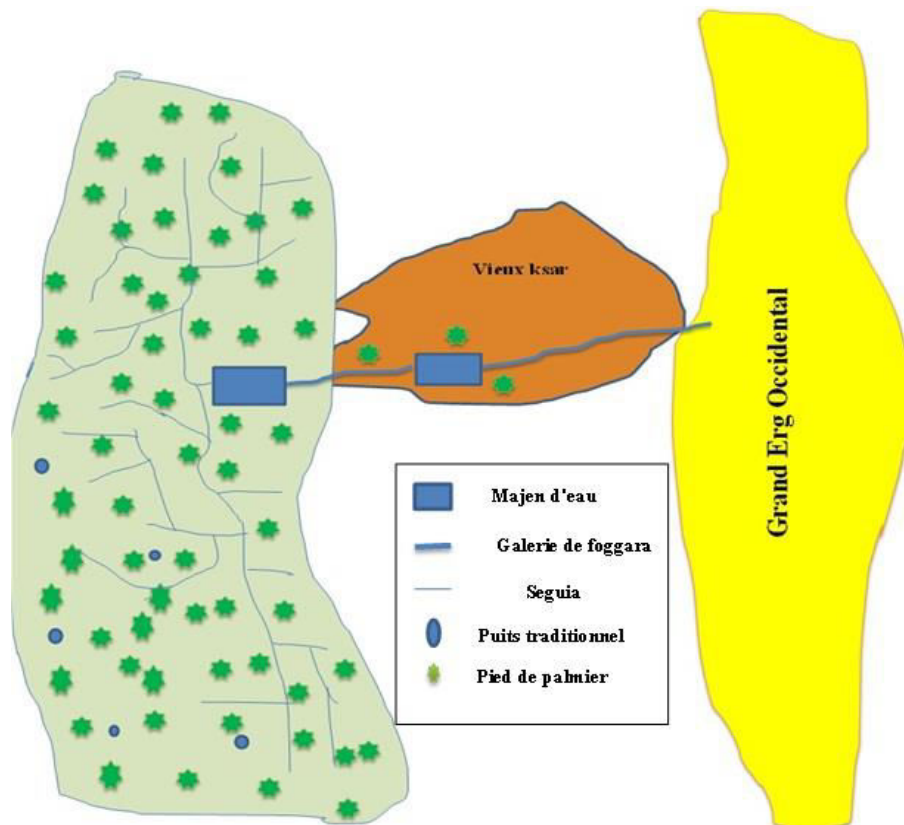 Vieux ksar
Grand Erg Occidental
Majen d'eau
Galerie de foggara
Seguia
Puits traditionnel
Pied de palmier